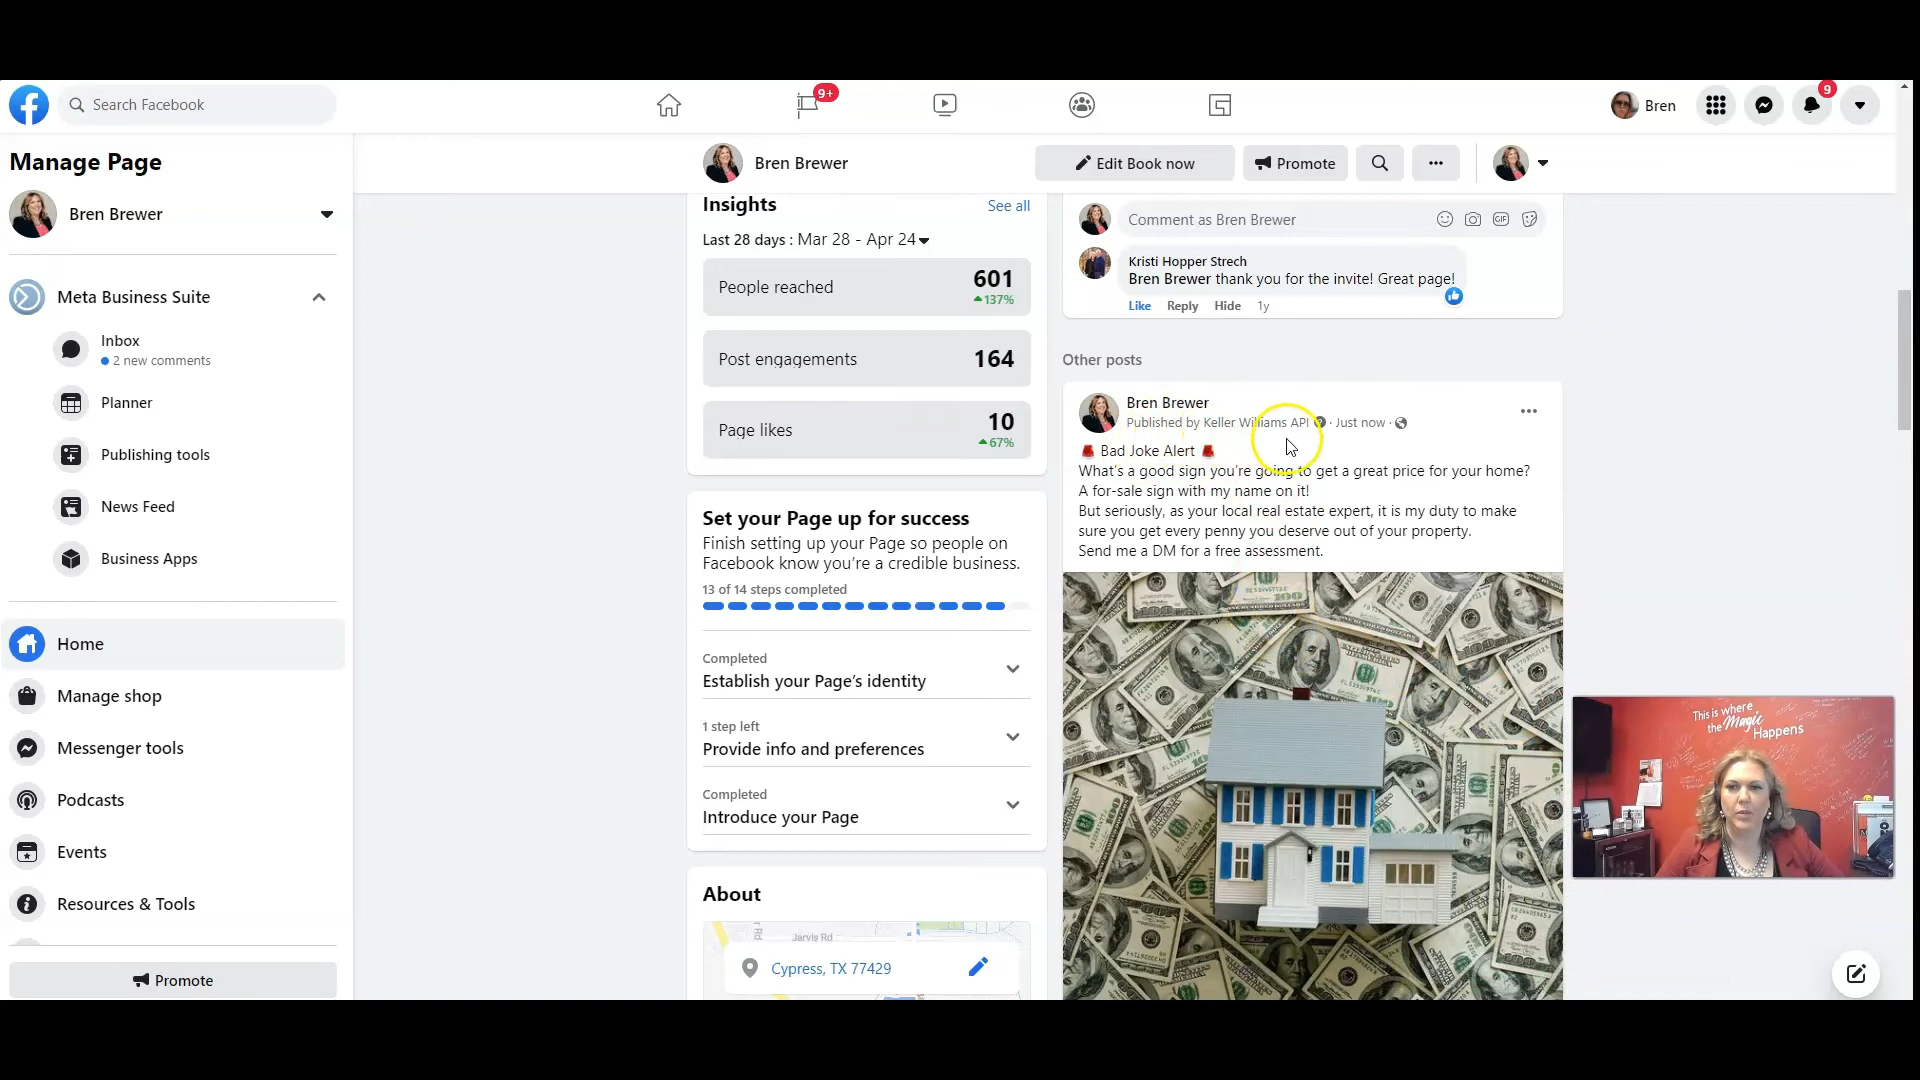 Search Facebook
9+
Bren
9
Manage Page
Bren Brewer
Meta Business Suite
Inbox
2 new comments
Planner
Publishing tools
News Feed
Business Apps
Home
Manage shop
Messenger tools
Podcasts
Events
Resources & Tools
Promote
Bren Brewer
Edit Book now
Promote
Insights
See all
Last 28 days : Mar 28 - Apr 24
People reached
601
137%
Post engagements
164
Page likes
10
67%
Set your Page up for success
Finish setting up your Page so people on
Facebook know you're a credible business.
13 of 14 steps completed
Completed
Establish your Page's identity
1 step left
Provide info and preferences
Completed
Introduce your Page
About
Jarvis Rd
Cypress, TX 77429
Comment as Bren Brewer
GIF
Kristi Hopper Strech
Bren Brewer thank you for the invite! Great page!
Like Reply Hide 1y
Other posts
Bren Brewer
Published by Keller Williams API · Just now ·
Bad Joke Alert
What's a good sign you're going to get a great price for your home?
A for-sale sign with my name on it!
But seriously, as your local real estate expert, it is my duty to make
sure you get every penny you deserve out of your property.
Send me a DM for a free assessment.
This is where
the Magic
Happens